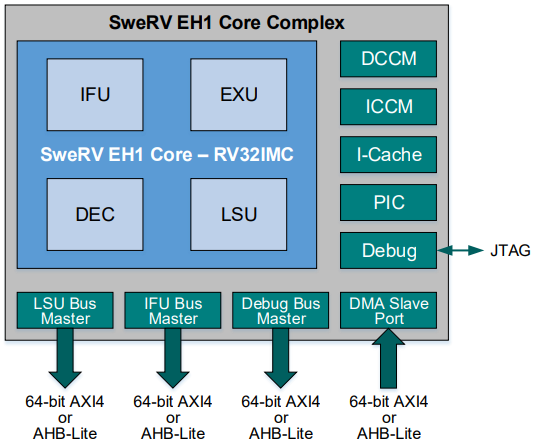 SweRV EH1 Core Complex
IFU
EXU
SweRV EH1 Core – RV32IMC
DEC
LSU
DCCM
ICCM
I-Cache
PIC
Debug
JTAG
LSU Bus
Master
IFU Bus
Master
Debug Bus
Master
DMA Slave
Port
64-bit AXI4
or
AHB-Lite
64-bit AXI4
or
AHB-Lite
64-bit AXI4
or
AHB-Lite
64-bit AXI4
or
AHB-Lite